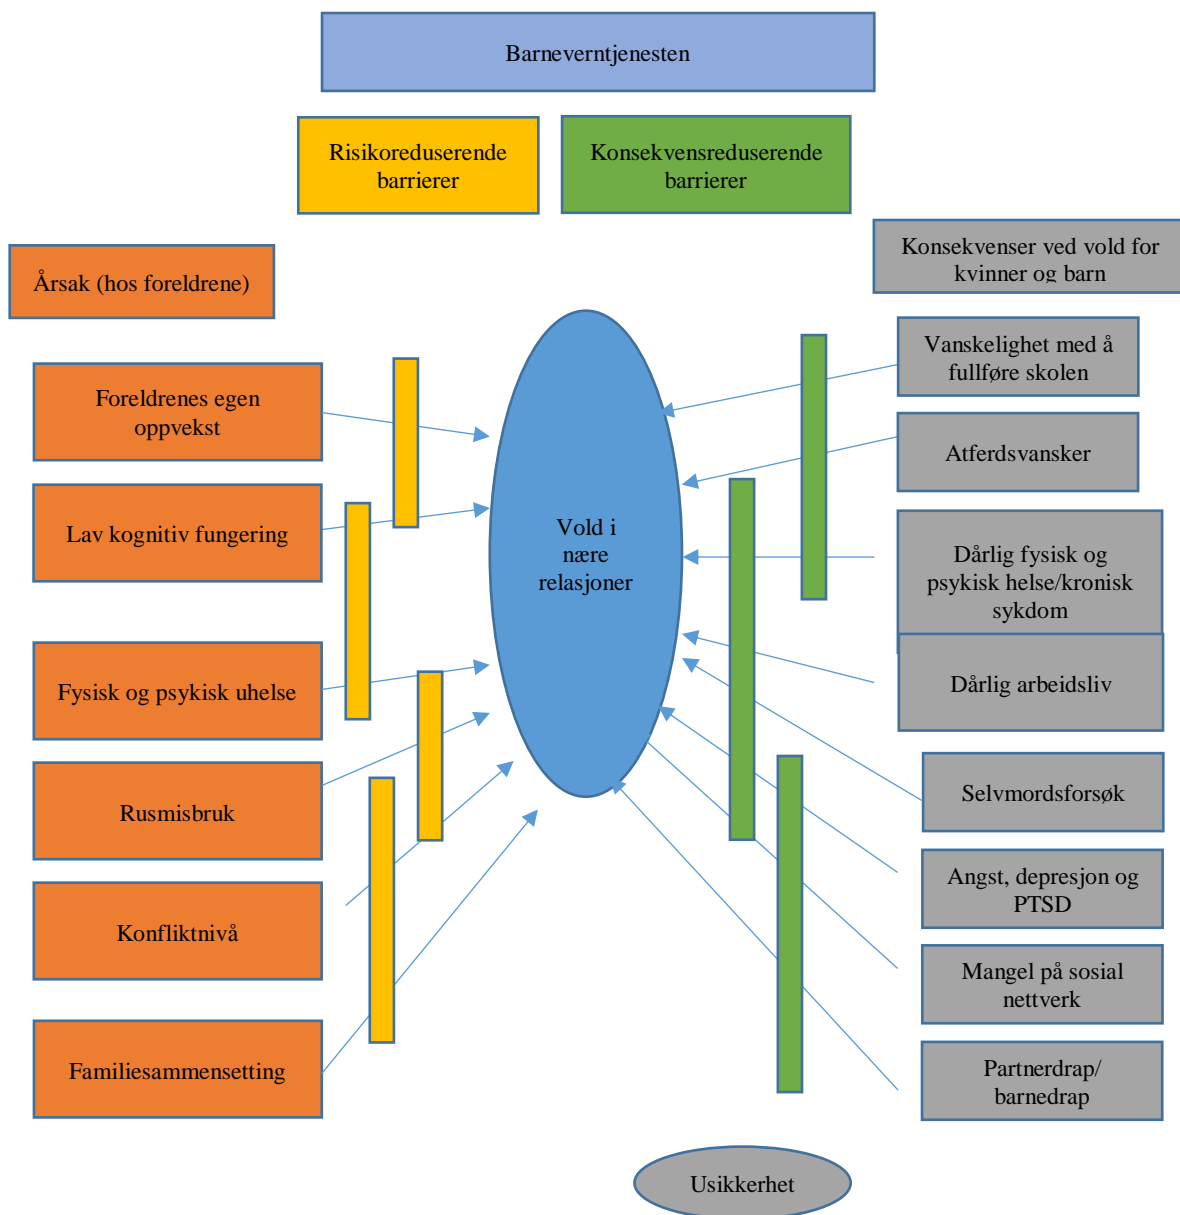 Barneverntjenesten
Risikoreduserende
barrierer
Konsekvensreduserende
barrierer
Årsak (hos foreldrene)
Konsekvenser ved vold for
kvinner og barn
Foreldrenes egen
oppvekst
Lav kognitiv fungering
Fysisk og psykisk uhelse
Rusmisbruk
Konfliktnivå
Familiesammensetting
Vold i
nære
relasjoner
Vanskelighet med å
fullføre skolen
Atferdsvansker
Dårlig fysisk og
psykisk helse/kronisk
sykdom
Dårlig arbeidsliv
Selvmordsforsøk
Angst, depresjon og
PTSD
Mangel på sosial
nettverk
Partnerdrap/
barnedrap
Usikkerhet